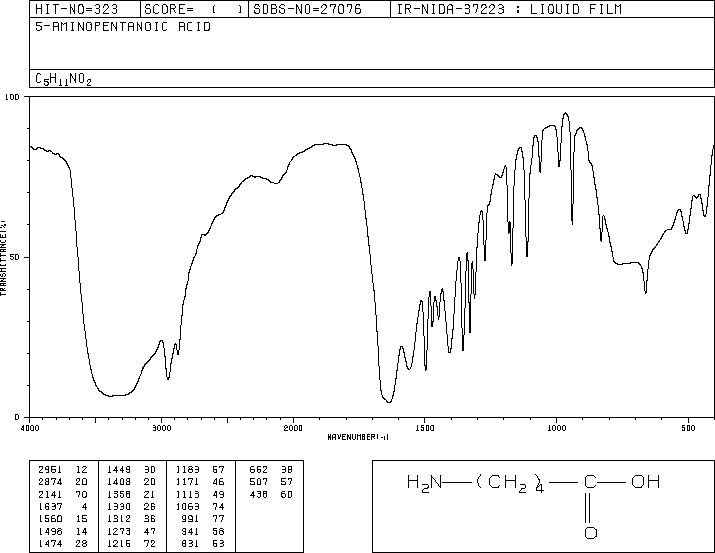 HIT-NO=323 SCORE= ( ) SDBS-NO=27076 IR-NIDA-37223 : LIQUID FILM
5-AMINOPENTANOIC ACID
C5H11NO2
100
TRANSMITTANCE(%)
50
0
4000 3000 2000 1500 1000 500
WAVENUMBER(-1)
2951 12 1449 30 1183 67 662 38
2874 20 1408 20 1171 46 507 57
2141 70 1358 21 1113 49 438 60
1637 4 1330 26 1063 74
1560 15 1312 36 991 77
1498 14 1273 47 941 58
1474 28 1216 72 831 53
H2N—(CH2)4—C—OH
O